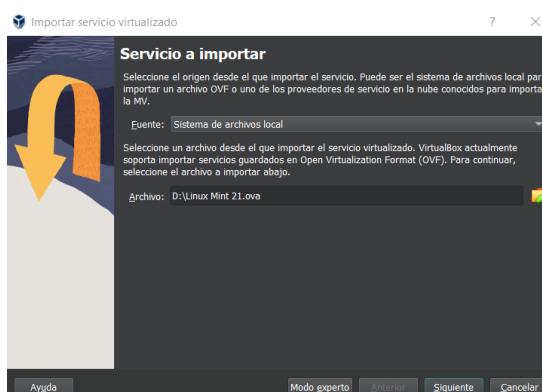 Importar servicio virtualizado
Servicio a importar
Seleccione el origen desde el que importar el servicio. Puede ser el sistema de archivos local par
importar un archivo OVF o uno de los proveedores de servicio en la nube conocidos para importa
la MV.
Fuente: Sistema de archivos local
Seleccione un archivo desde el que importar el servicio virtualizado. VirtualBox actualmente
soporta importar servicios guardados en Open Virtualization Format (OVF). Para continuar,
seleccione el archivo a importar abajo.
Archivo: D:\Linux Mint 21.ova
Ayuda Modo experto Anterior Siguiente Cancelar